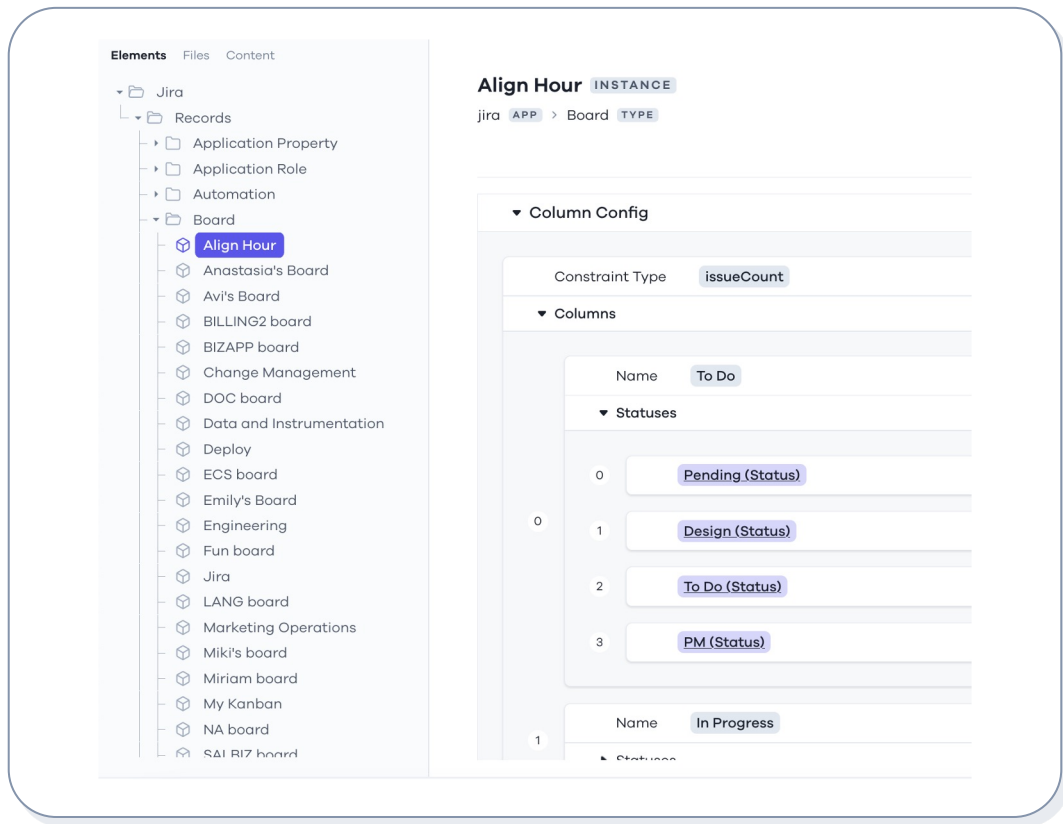 Elements Files Content
Jira
Records
Application Property
Application Role
Automation
Board
Align Hour
Anastasia's Board
Avi's Board
BILLING2 board
BIZAPP board
Change Management
DOC board
Data and Instrumentation
Deploy
ECS board
Emily's Board
Engineering
Fun board
Jira
LANG board
Marketing Operations
Miki's board
Miriam board
My Kanban
NA board
SALBIZ board
Align Hour INSTANCE
jira APP > Board TYPE
Column Config
Constraint Type issueCount
Columns
0
Name To Do
Statuses
0 Pending (Status)
1 Design (Status)
2 To Do (Status)
3 PM (Status)
1
Name In Progress
Statuses